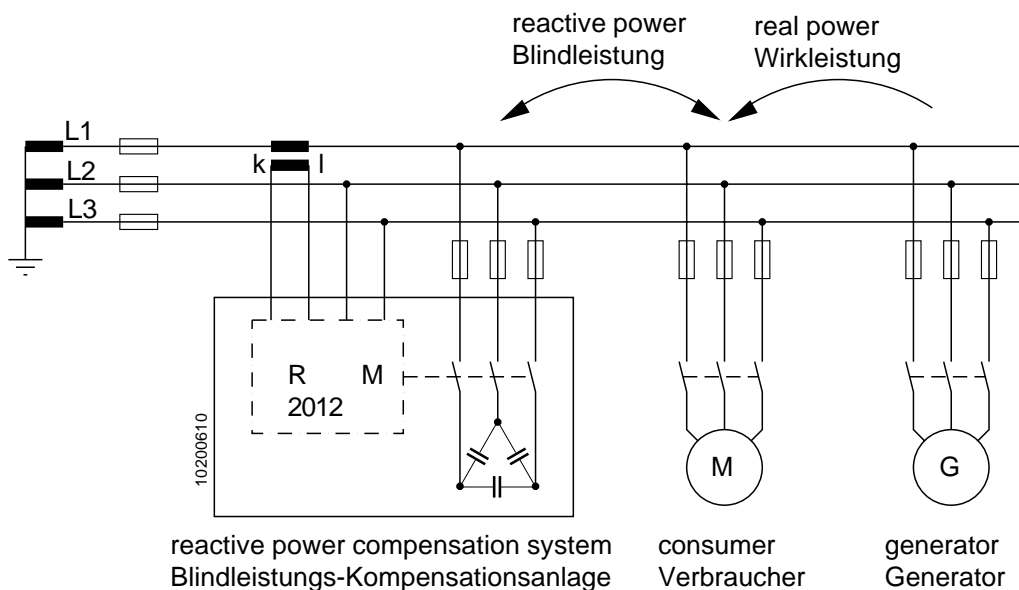 reactive power
Blindleistung
real power
Wirkleistung
L1
k l
L2
L3
R M
2012
10200610
M
G
reactive power compensation system
Blindleistungs-Kompensationsanlage
consumer
Verbraucher
generator
Generator